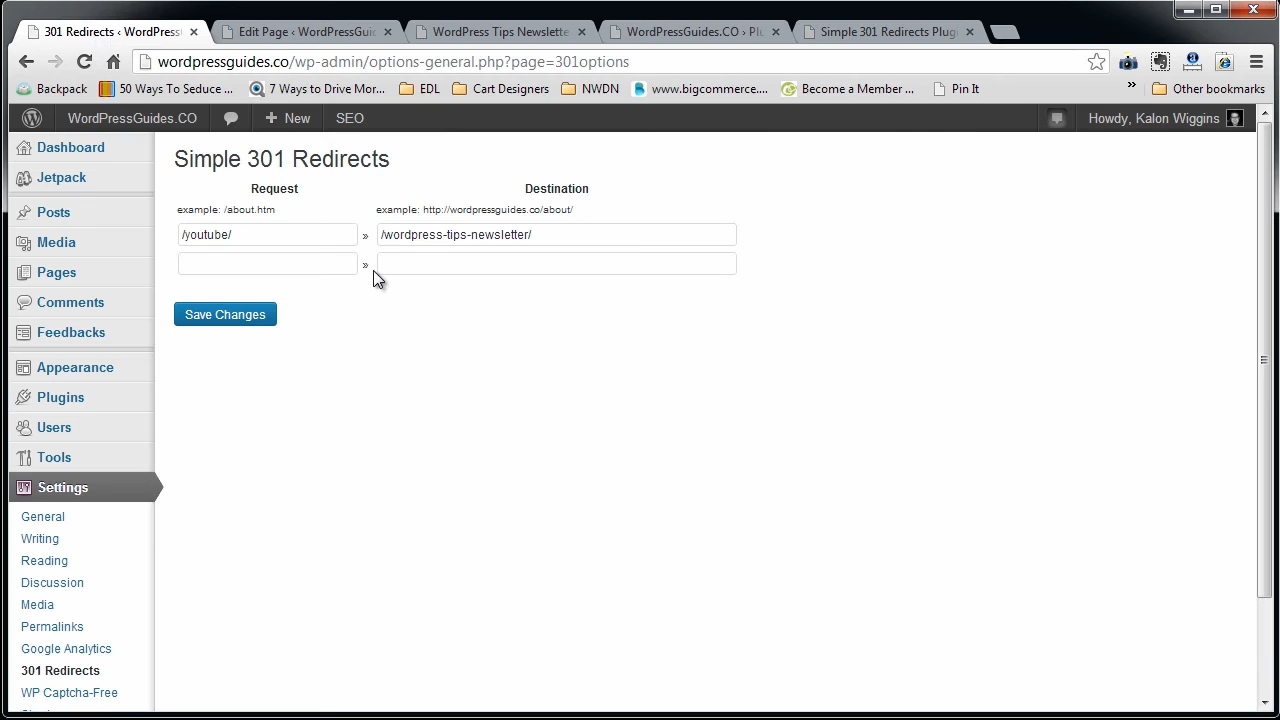 301 Redirects ‹ WordPress
Edit Page ‹ WordPressGuid
WordPress Tips Newslette
WordPressGuides.CO › Plu
Simple 301 Redirects Plugi
wordpressguides.co/wp-admin/options-general.php?page=301options
Backpack
50 Ways To Seduce ...
7 Ways to Drive Mor...
EDL
Cart Designers
NWDN
www.bigcommerce....
Become a Member ...
Pin It
»
Other bookmarks
WordPressGuides.CO
+ New
SEO
Howdy, Kalon Wiggins
Dashboard
Jetpack
Posts
Media
Pages
Comments
Feedbacks
Appearance
Plugins
Users
Tools
Settings
General
Writing
Reading
Discussion
Media
Permalinks
Google Analytics
301 Redirects
WP Captcha-Free
Simple 301 Redirects
Request Destination
example: /about.htm example: http://wordpressguides.co/about/
/youtube/ » /wordpress-tips-newsletter/
»
Save Changes